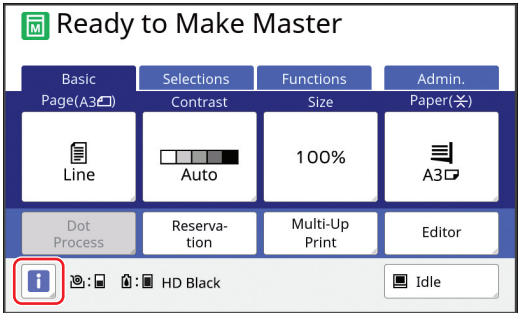 Ready to Make Master
Basic Selections Functions Admin.
Page(A3) Contrast Size Paper()
Line Auto 100% A3
Dot Process Reserva-tion Multi-Up Print Editor
i : : HD Black Idle